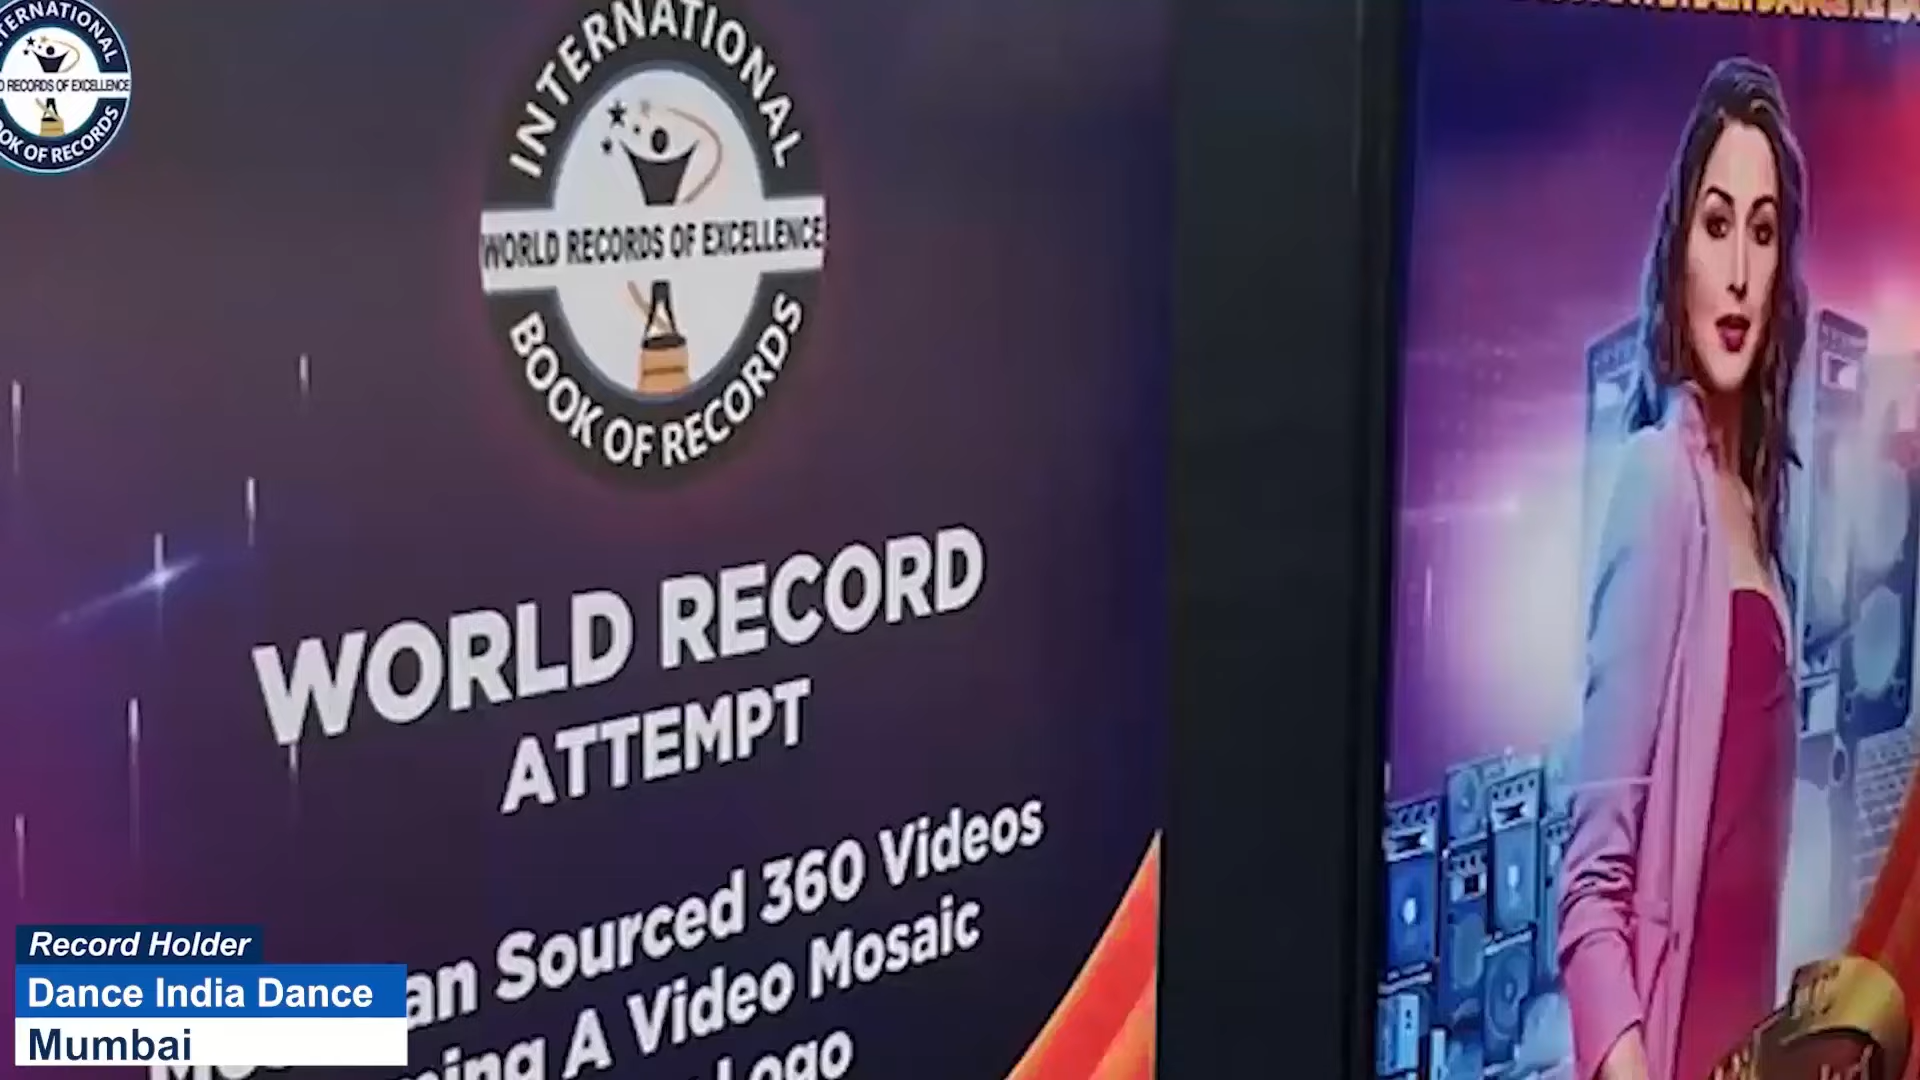 INTERNATIONAL
WORLD RECORDS OF EXCELLENCE
BOOK OF RECORDS
RECORDS OF EXCELLENCE
OF RECORDS
WORLD RECORD
ATTEMPT
Sourced 360 Videos
A Video Mosaic
Logo
Record Holder
Dance India Dance
Mumbai